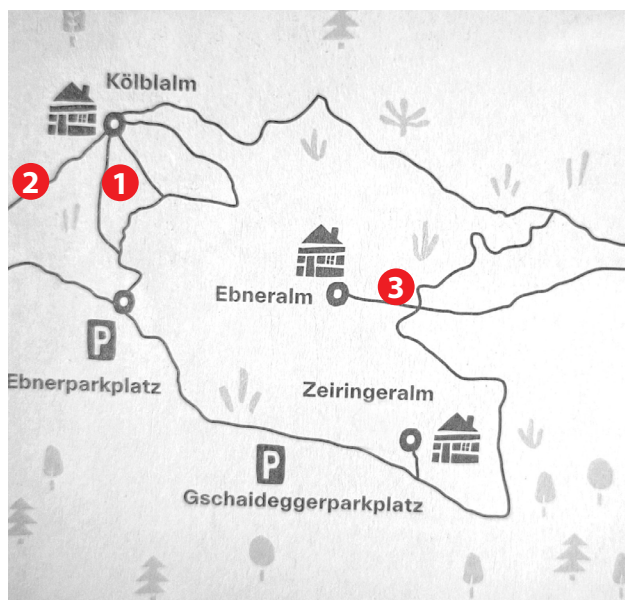 Kölblalm
2
1
Ebneralm
3
P
Ebnerparkplatz
Zeiringeralm
P
Gschaideggerparkplatz